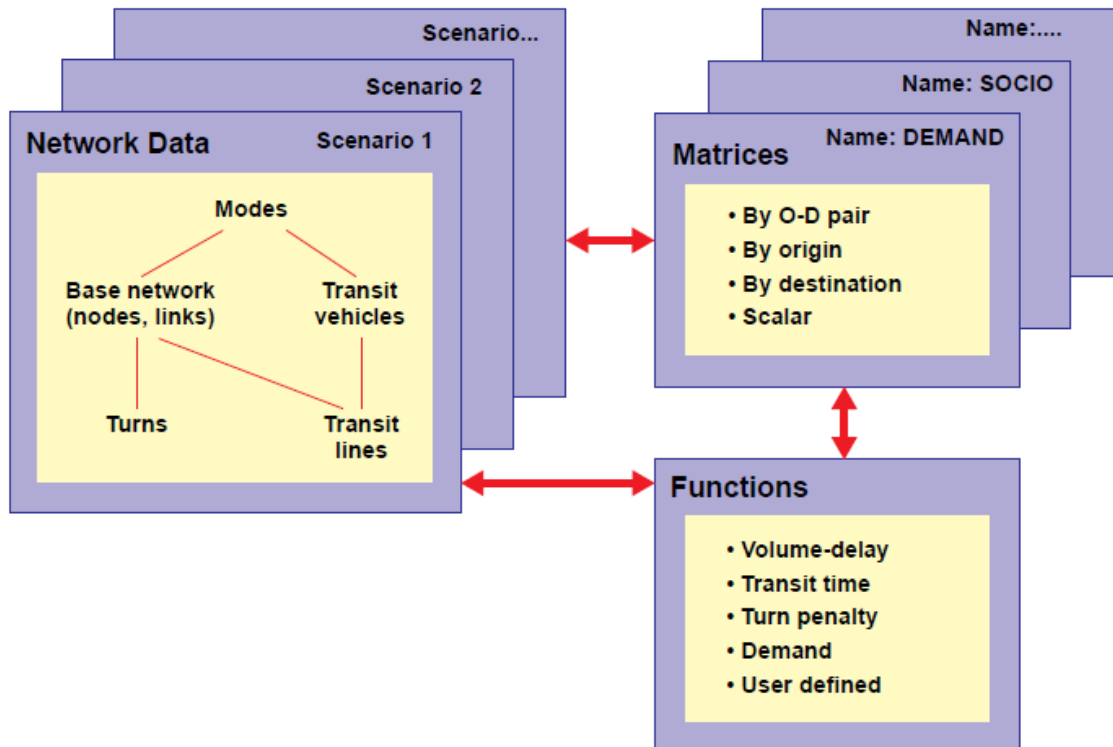 Scenario...
Scenario 2
Network Data
Scenario 1
Modes
Base network
(nodes, links)
Transit
vehicles
Turns
Transit
lines
Name:....
Name: SOCIO
Name: DEMAND
Matrices
• By O-D pair
• By origin
• By destination
• Scalar
Functions
• Volume-delay
• Transit time
• Turn penalty
• Demand
• User defined